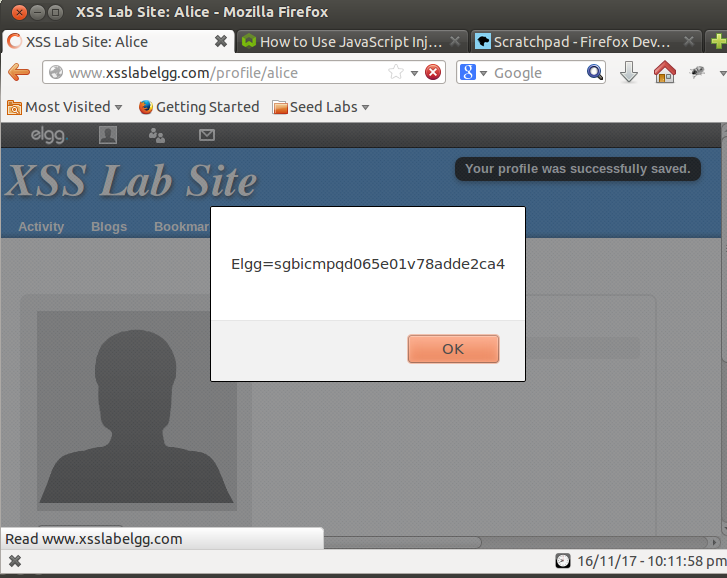 XSS Lab Site: Alice - Mozilla Firefox
XSS Lab Site: Alice
How to Use JavaScript Inj...
Scratchpad - Firefox Dev...
www.xsslabelgg.com/profile/alice
Google
Most Visited
Getting Started
Seed Labs
elgg
XSS Lab Site
Your profile was successfully saved.
Activity
Blogs
Bookmar
Elgg=sgbicmpqd065e01v78adde2ca4
OK
Read www.xsslabelgg.com
16/11/17 - 10:11:58 pm